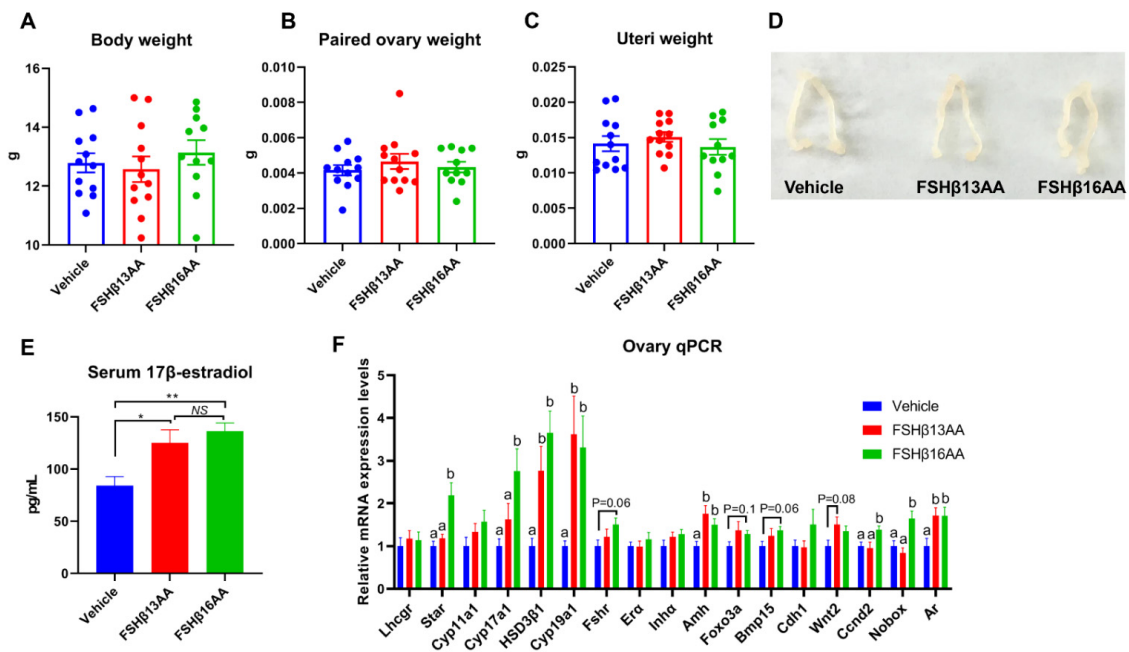 A
Body weight
g
16
14
12
10
Vehicle
FSHβ13AA
FSHβ16AA
B
Paired ovary weight
g
0.010
0.008
0.006
0.004
0.002
0.000
Vehicle
FSHβ13AA
FSHβ16AA
C
Uteri weight
g
0.025
0.020
0.015
0.010
0.005
0.000
Vehicle
FSHβ13AA
FSHβ16AA
D
Vehicle FSHβ13AA FSHβ16AA
E
Serum 17β-estradiol
pg/mL
150
100
50
0
**
*
NS
Vehicle
FSHβ13AA
FSHβ16AA
F
Ovary qPCR
Relative mRNA expression levels
5
4
3
2
1
0
a a b
a a b
a b b
a b b
P=0.06
a b b
P=0.1
P=0.06
P=0.08
a a b
a a b
a b b
Vehicle
FSHβ13AA
FSHβ16AA
Lhcgr
Star
Cyp11a1
Cyp17a1
HSD3β1
Cyp19a1
Fshr
Erα
Inhα
Amh
Foxo3a
Bmp15
Cdh1
Wnt2
Ccnd2
Nobox
Ar